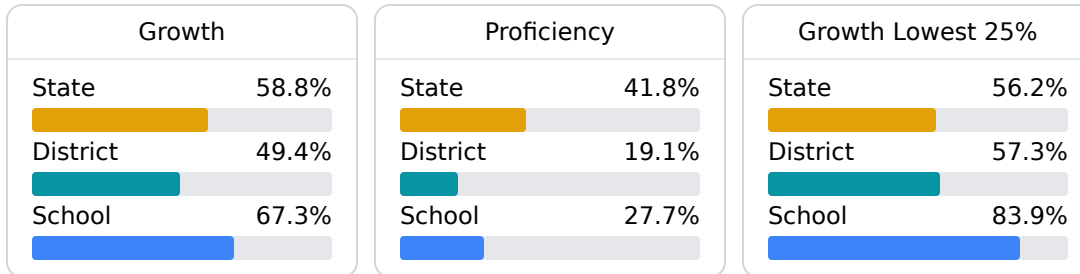 Growth
State 58.8%
District 49.4%
School 67.3%
Proficiency
State 41.8%
District 19.1%
School 27.7%
Growth Lowest 25%
State 56.2%
District 57.3%
School 83.9%